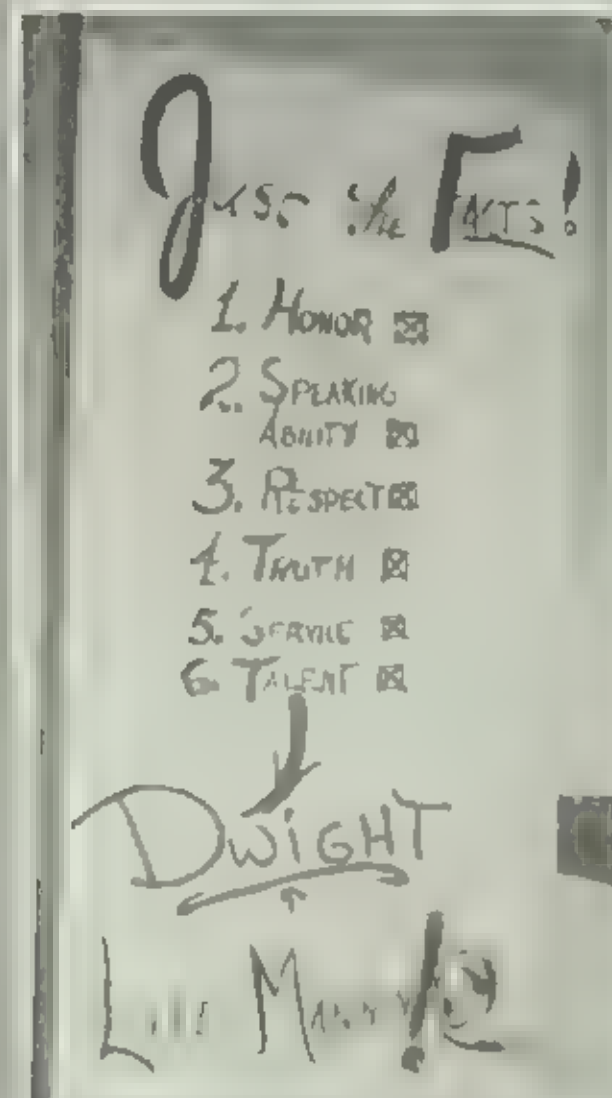 Just the FACTS!
1. HONOR ☒
2. SPEAKING
ABILITY ☒
3. RESPECT ☒
4. TRUTH ☒
5. SERVICE ☒
6. TALENT ☒
DWIGHT